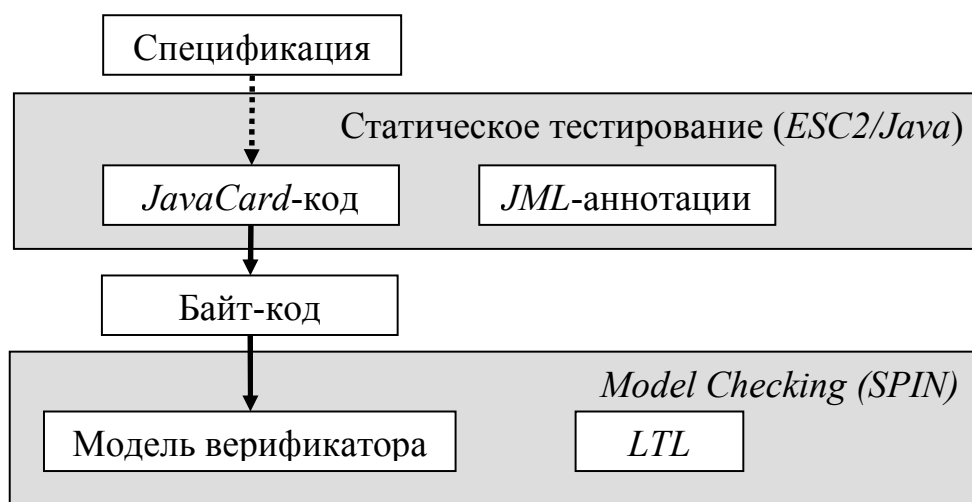 Спецификация
Статическое тестирование (ESC2/Java)
JavaCard-код
JML-аннотации
Байт-код
Model Checking (SPIN)
Модель верификатора
LTL